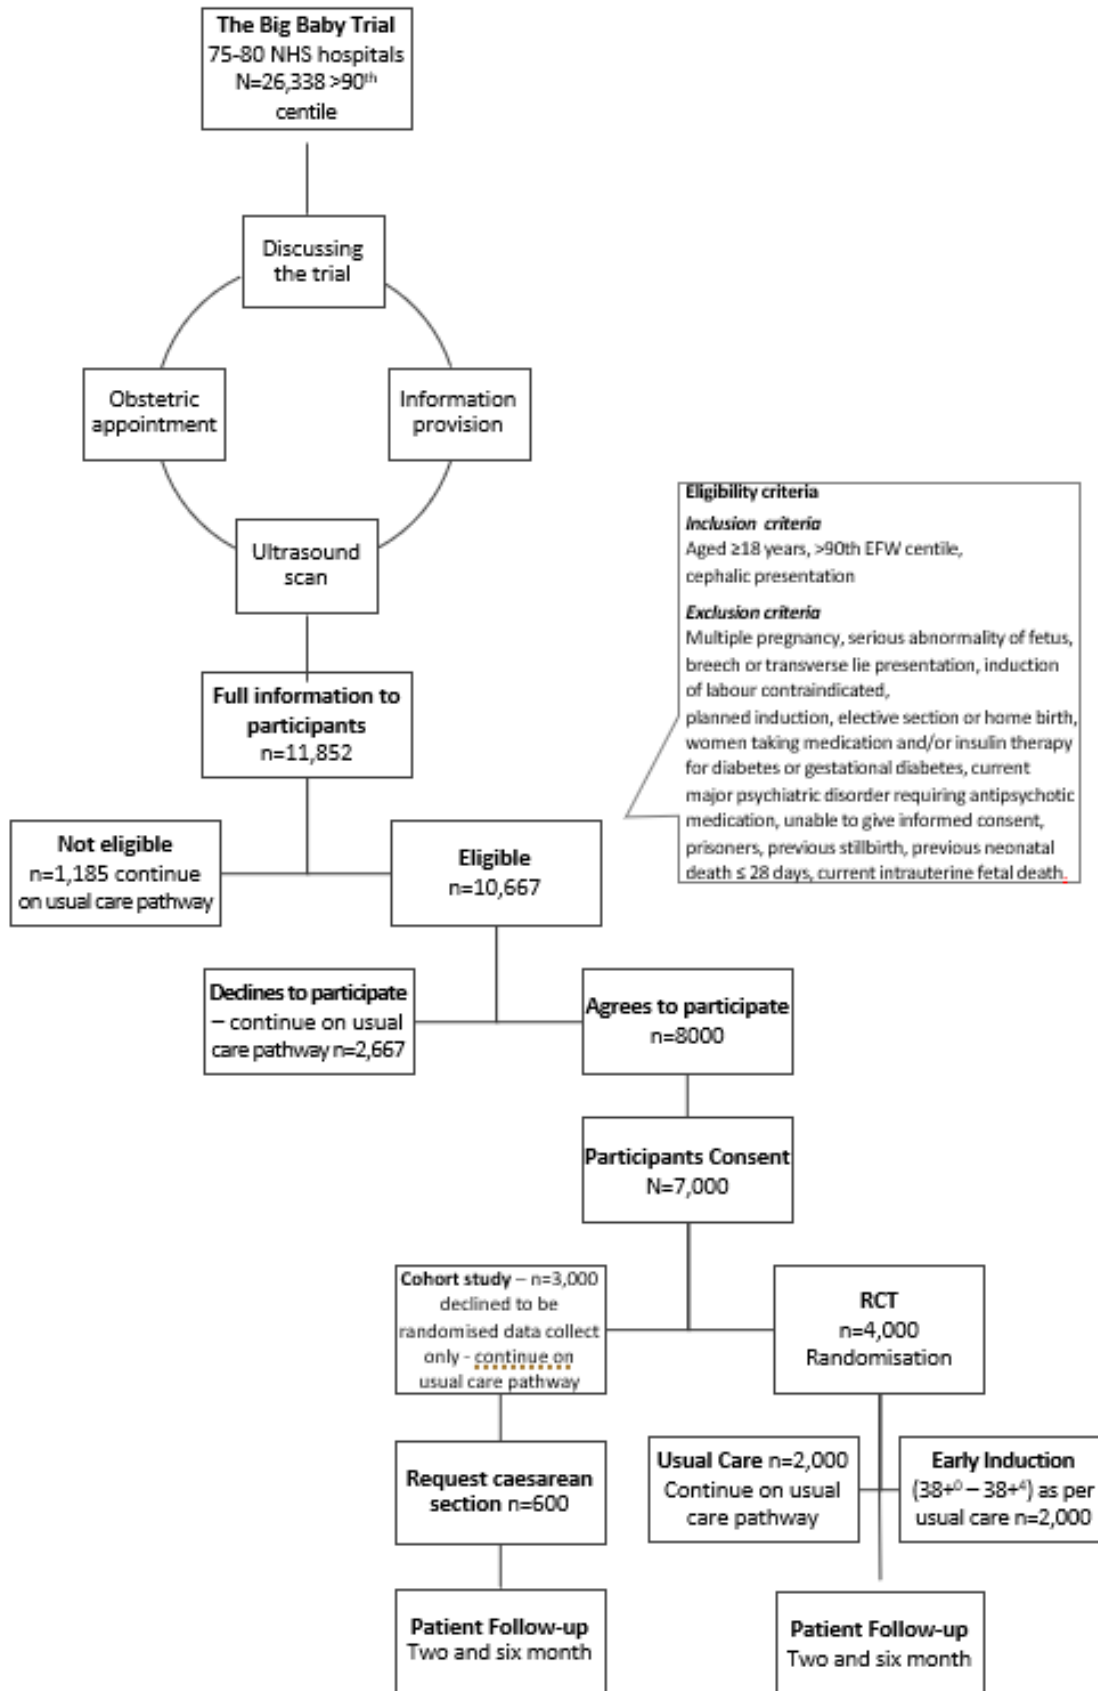 The Big Baby Trial
75-80 NHS hospitals
N=26,338 >90th
centile
Discussing
the trial
Obstetric
appointment
Information
provision
Ultrasound
scan
Full information to
participants
n=11,852
Eligibility criteria
Inclusion criteria
Aged ≥18 years, >90th EFW centile,
cephalic presentation
Exclusion criteria
Multiple pregnancy, serious abnormality of fetus,
breech or transverse lie presentation, induction
of labour contraindicated,
planned induction, elective section or home birth,
women taking medication and/or insulin therapy
for diabetes or gestational diabetes, current
major psychiatric disorder requiring antipsychotic
medication, unable to give informed consent,
prisoners, previous stillbirth, previous neonatal
death ≤ 28 days, current intrauterine fetal death.
Not eligible
n=1,185 continue
on usual care pathway
Eligible
n=10,667
Declines to participate
– continue on usual
care pathway n=2,667
Agrees to participate
n=8000
Participants Consent
N=7,000
Cohort study – n=3,000
declined to be
randomised data collect
only - continue on
usual care pathway
RCT
n=4,000
Randomisation
Request caesarean
section n=600
Usual Care n=2,000
Continue on usual
care pathway
Early Induction
(38+⁰ – 38+⁴) as per
usual care n=2,000
Patient Follow-up
Two and six month
Patient Follow-up
Two and six month